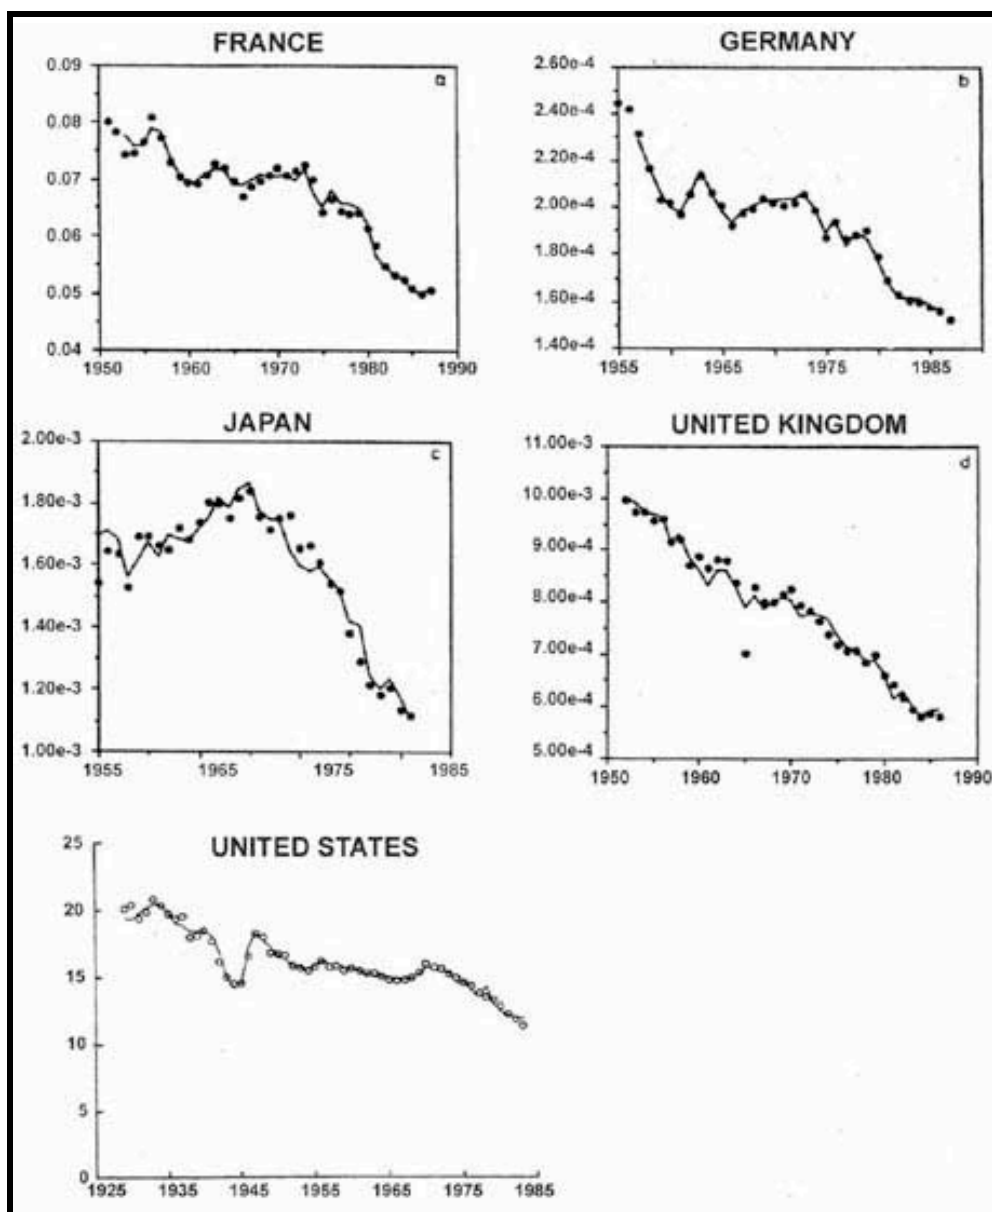 FRANCE
a
0.09
0.08
0.07
0.06
0.05
0.04
1950 1960 1970 1980 1990
GERMANY
b
2.60e-4
2.40e-4
2.20e-4
2.00e-4
1.80e-4
1.60e-4
1.40e-4
1955 1965 1975 1985
JAPAN
c
2.00e-3
1.80e-3
1.60e-3
1.40e-3
1.20e-3
1.00e-3
1955 1965 1975 1985
UNITED KINGDOM
d
11.00e-3
10.00e-3
9.00e-4
8.00e-4
7.00e-4
6.00e-4
5.00e-4
1950 1960 1970 1980 1990
UNITED STATES
25
20
15
10
5
0
1925 1935 1945 1955 1965 1975 1985